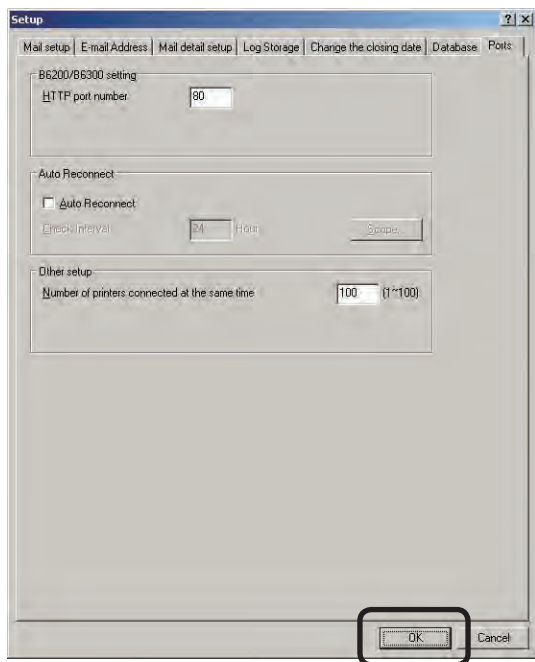 Setup
Mail setup E-mail Address Mail detail setup Log Storage Change the closing date Database Ports
B6200/B6300 setting
HTTP port number 80
Auto Reconnect
Auto Reconnect
Check Interval 24 Hour Scope...
Other setup
Number of printers connected at the same time 100 (1~100)
OK Cancel